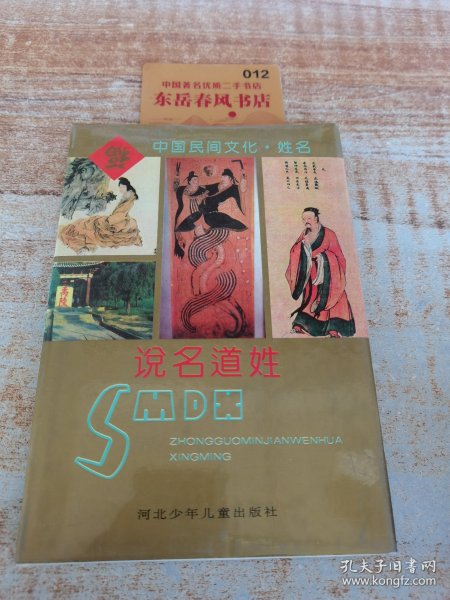 012
中国著名优质二手书店
东岳春风书店
福
中国民间文化·姓名
说名道姓
SMDX
ZHONGGUOMINJIANWENHUA
XINGMING
河北少年儿童出版社
孔夫子旧书网
www.kongfz.com